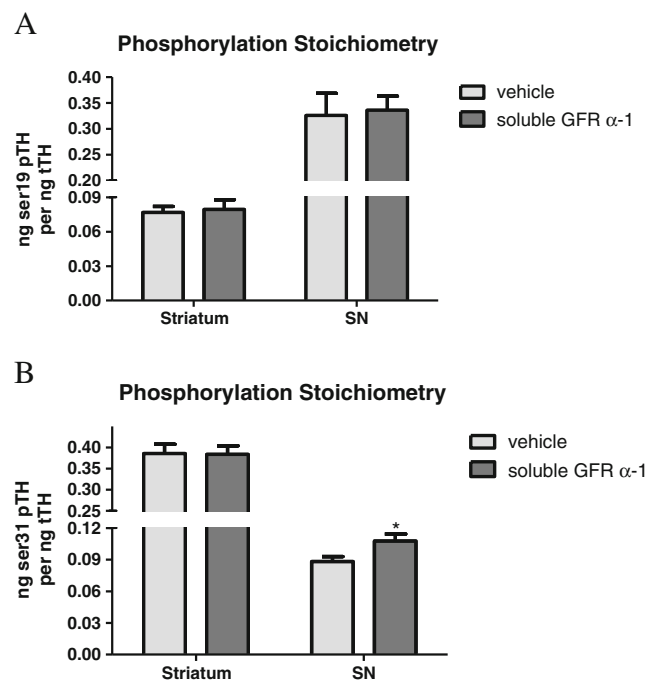 A
Phosphorylation Stoichiometry
ng ser19 pTH
per ng tTH
0.40
0.35
0.30
0.25
0.20
0.09
0.06
0.03
0.00
Striatum
SN
vehicle
soluble GFR α-1
B
Phosphorylation Stoichiometry
ng ser31 pTH
per ng tTH
0.40
0.35
0.30
0.25
0.12
0.09
0.06
0.03
0.00
*
Striatum
SN
vehicle
soluble GFR α-1